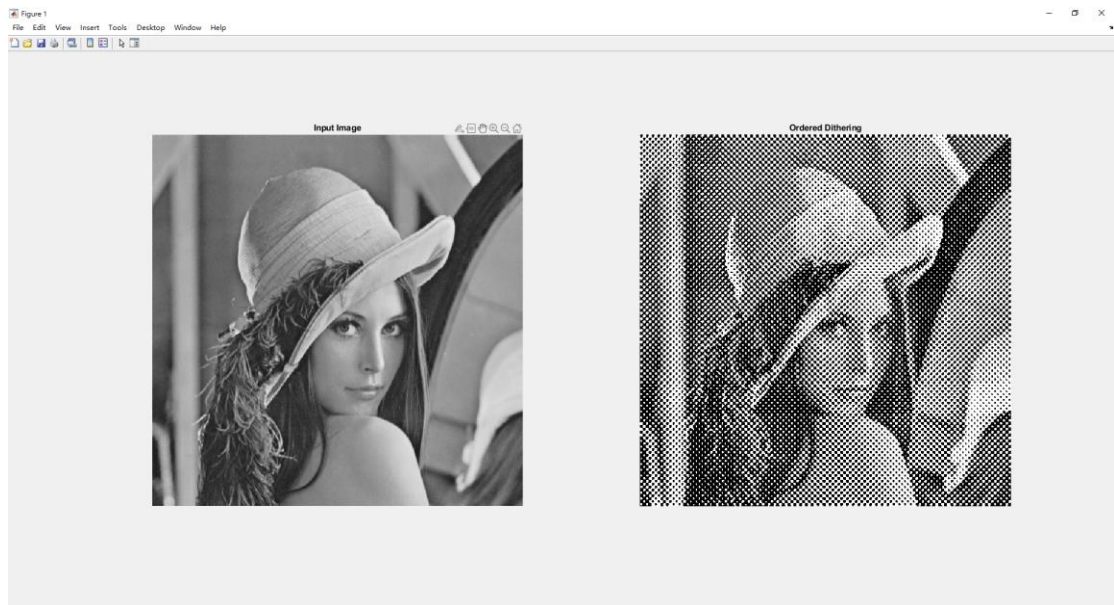 Figure 1
File Edit View Insert Tools Desktop Window Help
Input Image
Ordered Dithering